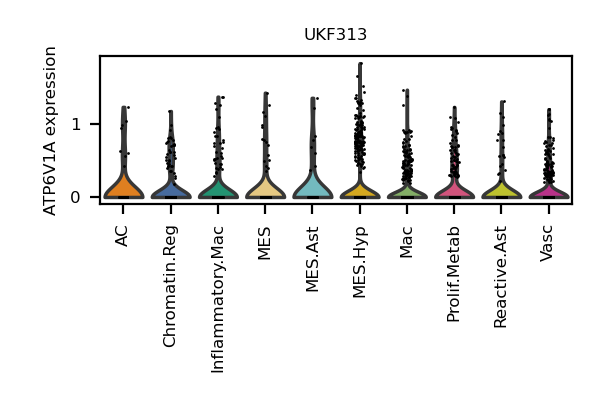 UKF313
ATP6V1A expression
1
0
AC
Chromatin.Reg
Inflammatory.Mac
MES
MES.Ast
MES.Hyp
Mac
Prolif.Metab
Reactive.Ast
Vasc